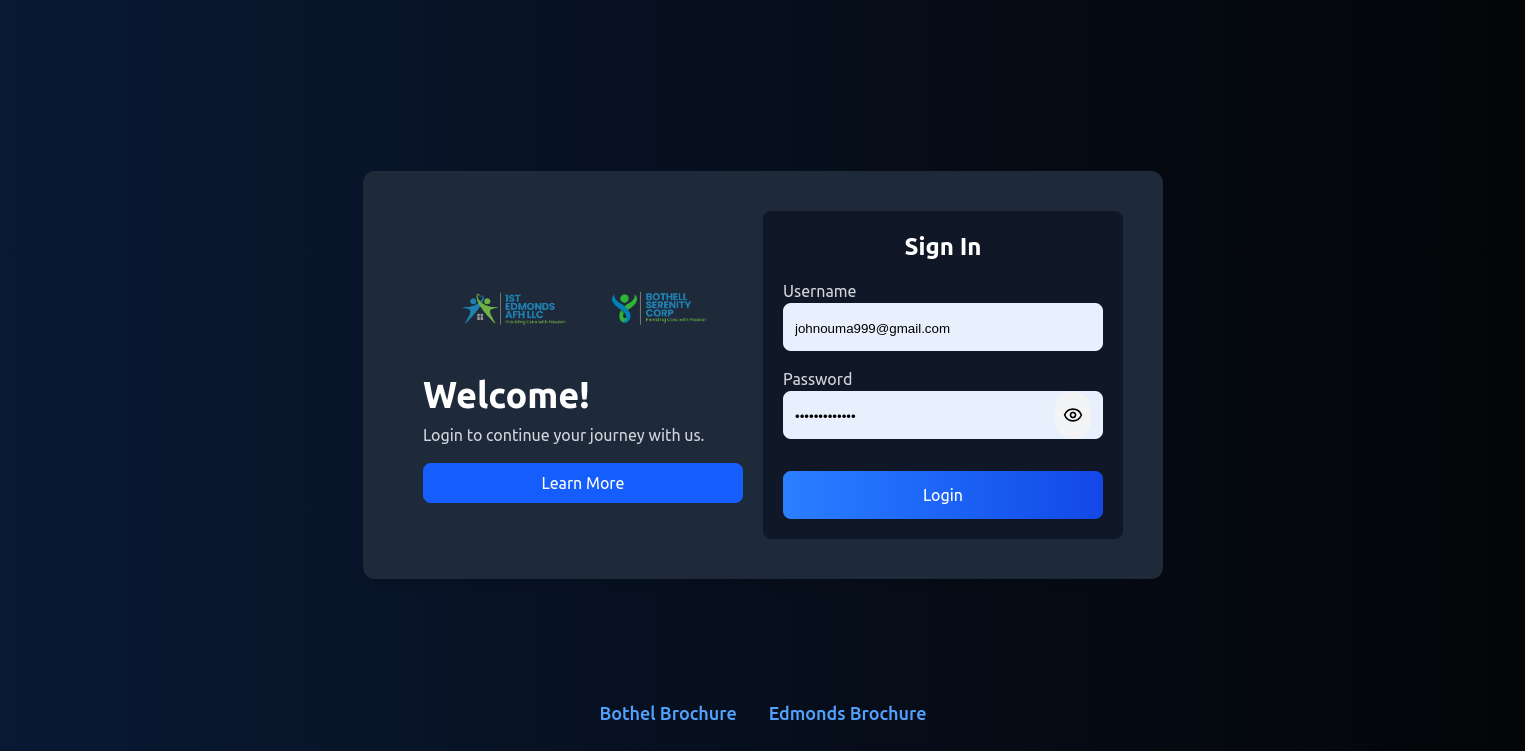 1ST
EDMONDS
AFH LLC
Providing Care with Passion
BOTHELL
SERENITY
CORP
Providing Care with Passion
Welcome!
Login to continue your journey with us.
Learn More
Sign In
Username
johnouma999@gmail.com
Password
•••••••••••••
Login
Bothel Brochure
Edmonds Brochure